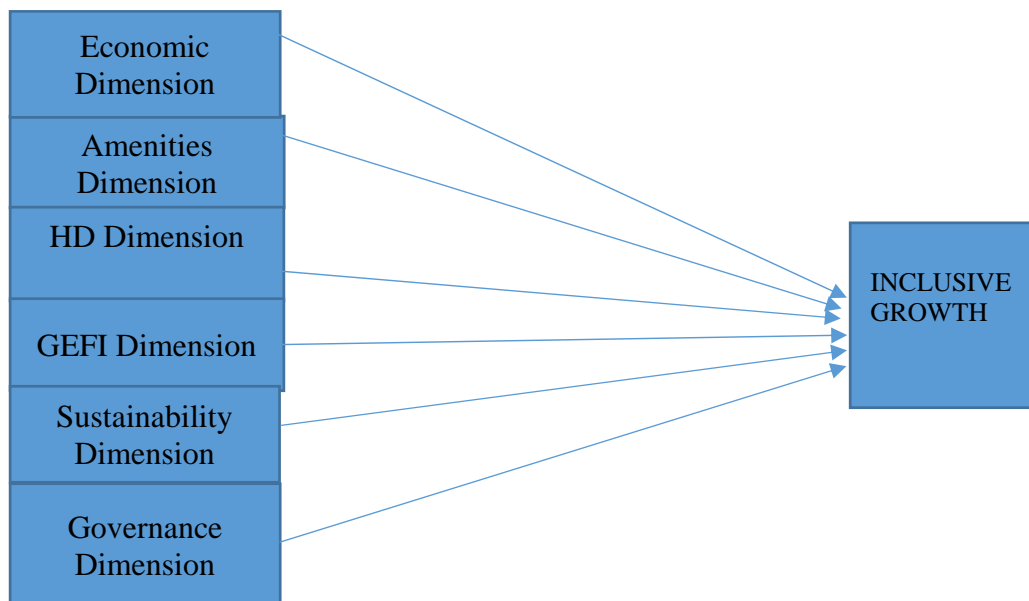 Economic
Dimension
Amenities
Dimension
HD Dimension
GEFI Dimension
Sustainability
Dimension
Governance
Dimension
INCLUSIVE
GROWTH